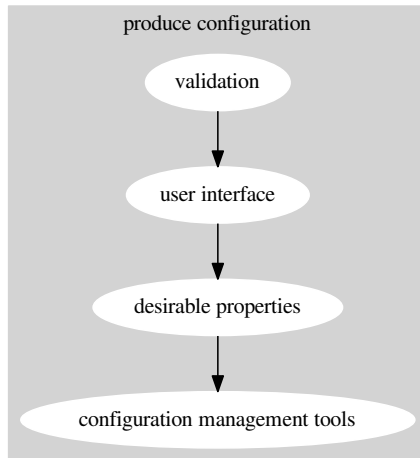 produce configuration
validation
user interface
desirable properties
configuration management tools